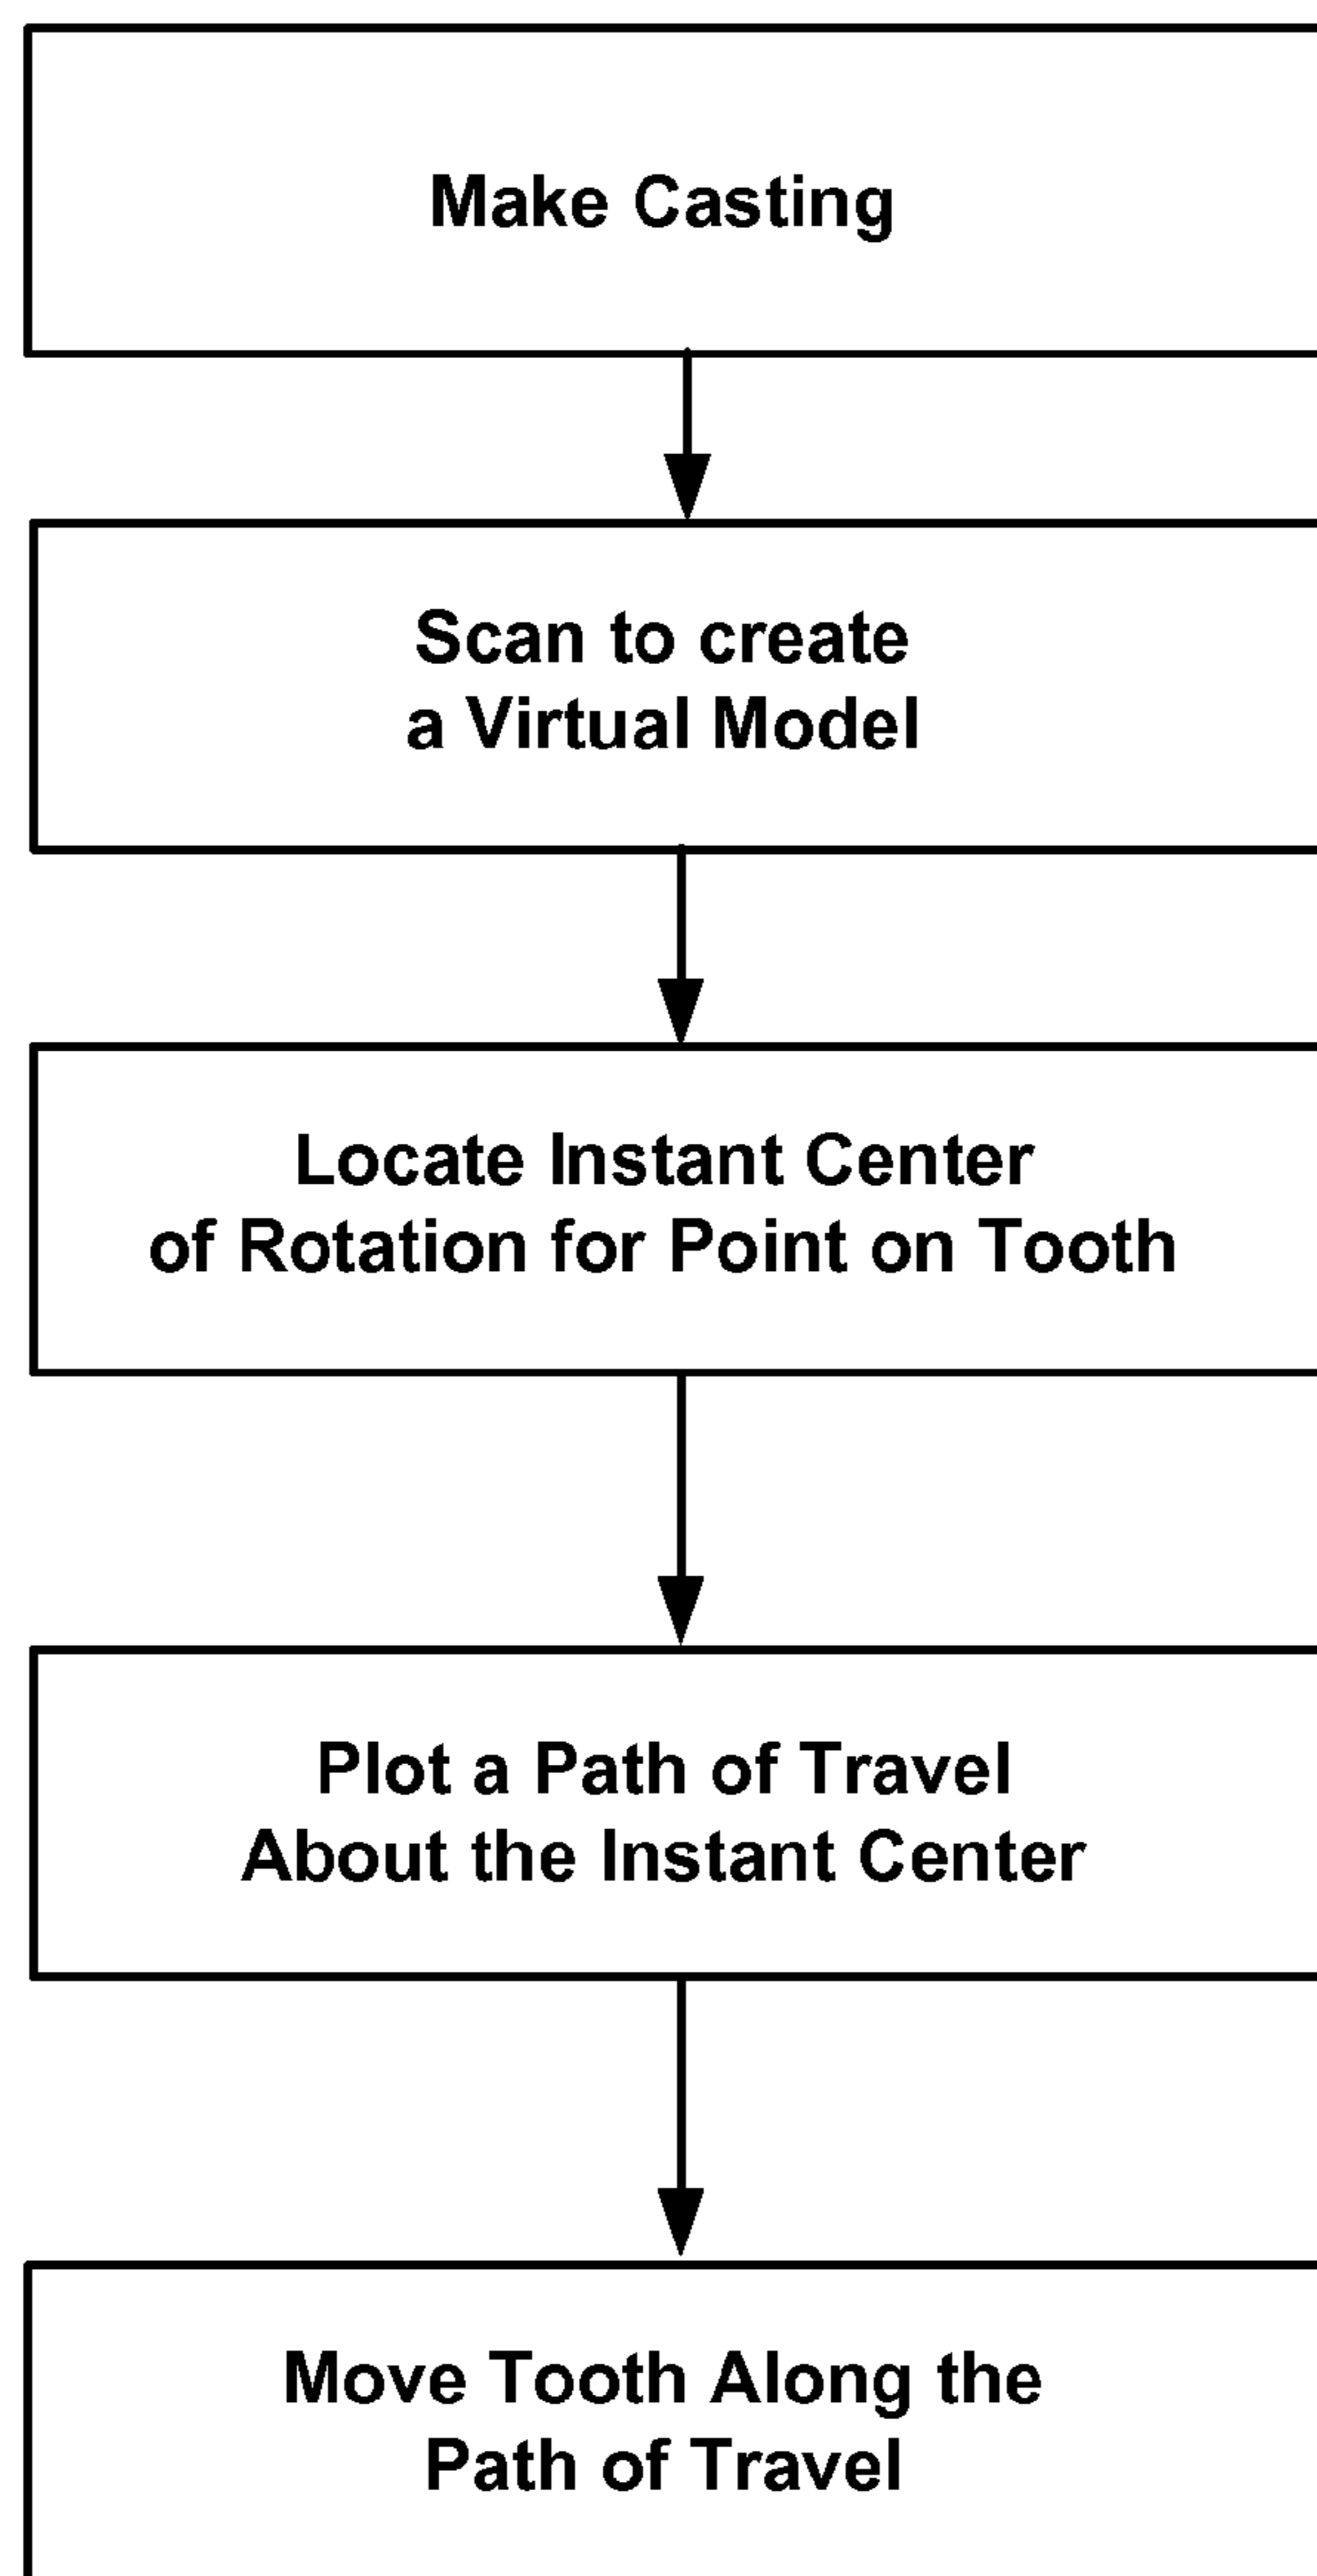 Make Casting
Scan to create
a Virtual Model
Locate Instant Center
of Rotation for Point on Tooth
Plot a Path of Travel
About the Instant Center
Move Tooth Along the
Path of Travel